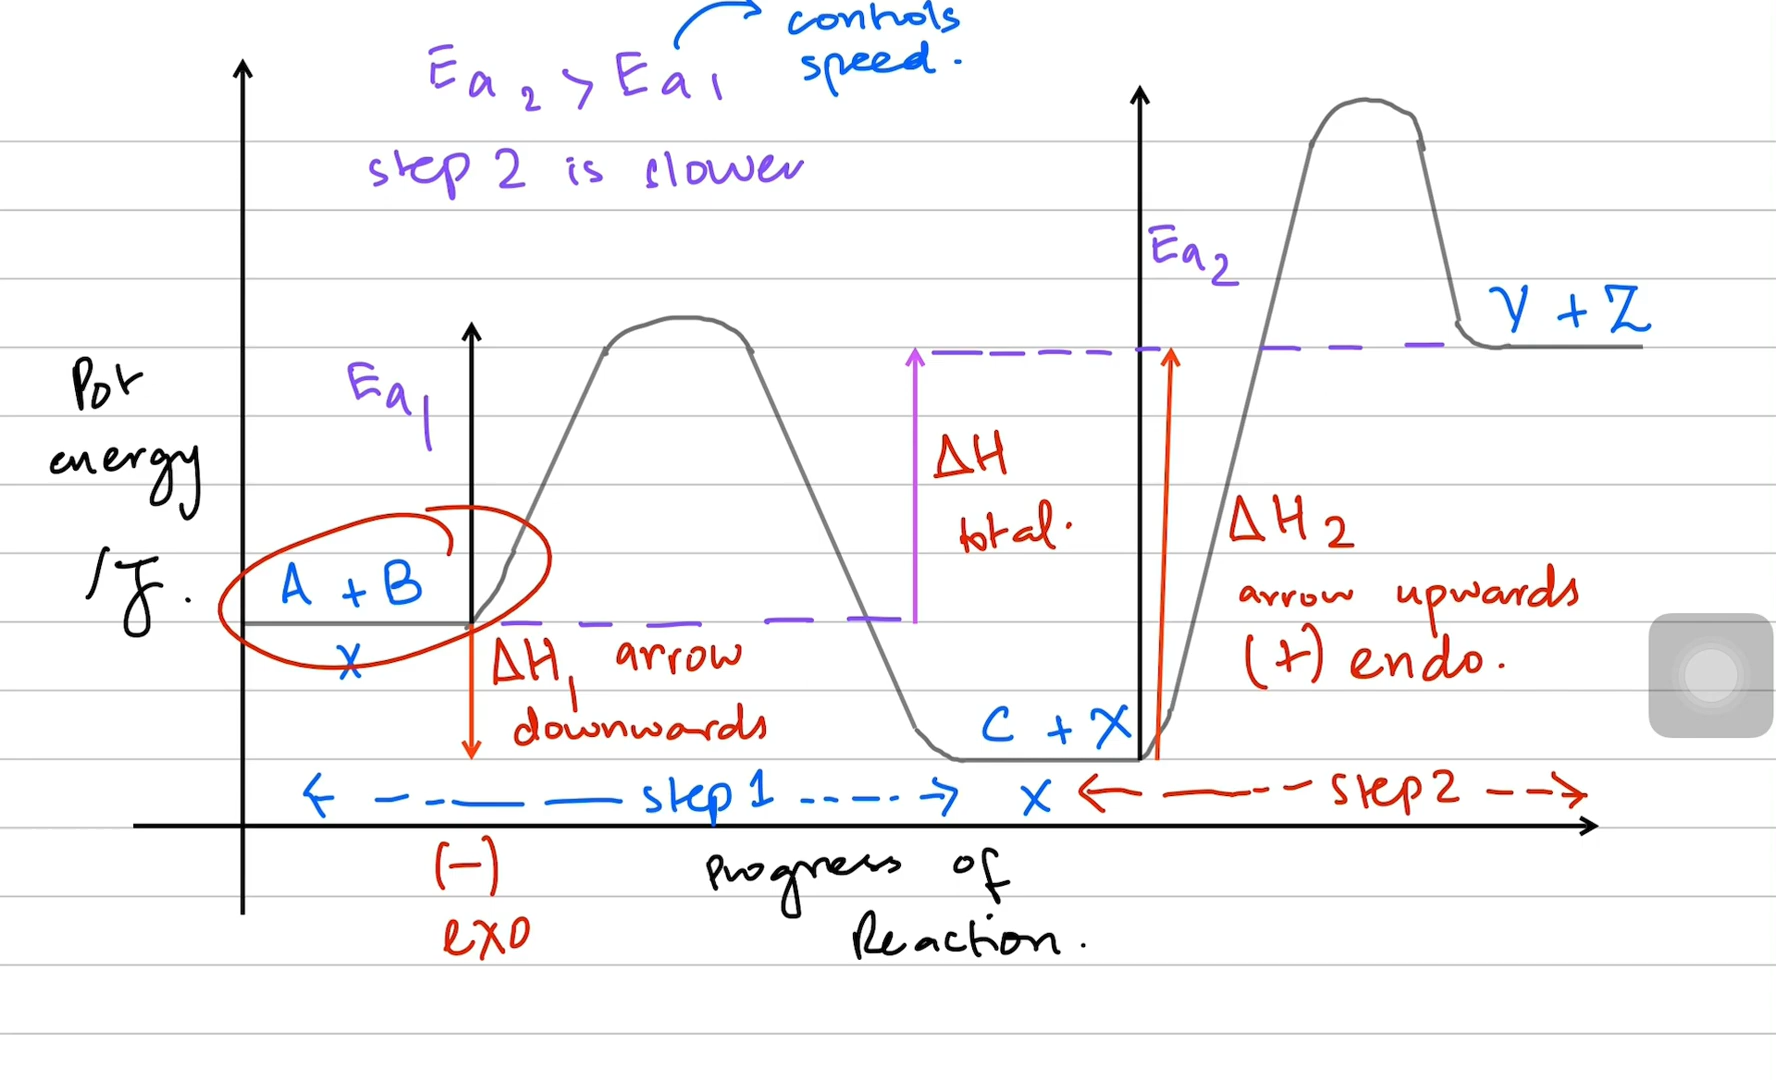 controls
speed.
Ea2 > Ea1
step 2 is slower
Ea2
Y + Z
Pot
energy
/J.
Ea1
ΔH
total.
ΔH2
arrow upwards
(+) endo.
A + B
x
ΔH1 arrow
downwards
C + X
step 1
x
step 2
(-)
exo
Progress of
Reaction.